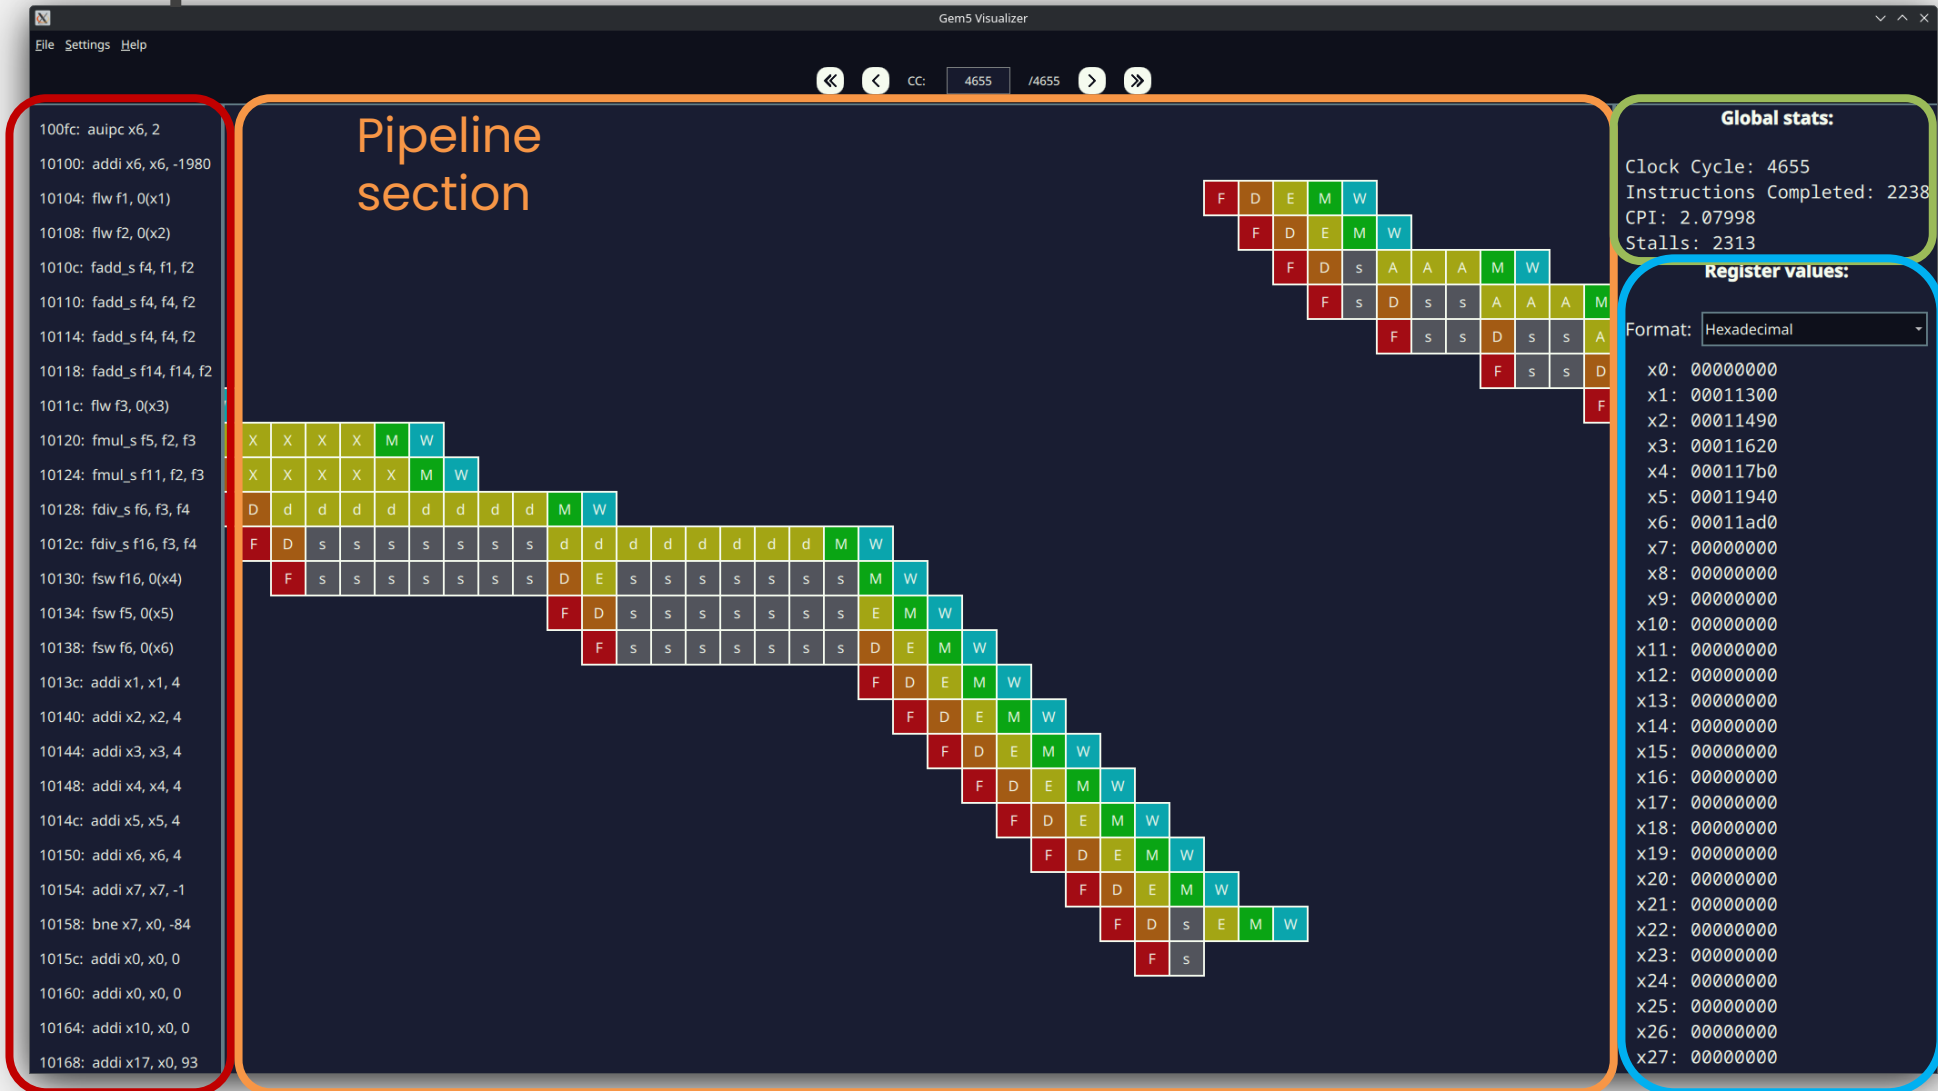 Gem5 Visualizer
File Settings Help
CC: 4655 /4655
100fc: auipc x6, 2
10100: addi x6, x6, -1980
10104: flw f1, 0(x1)
10108: flw f2, 0(x2)
1010c: fadd_s f4, f1, f2
10110: fadd_s f4, f4, f2
10114: fadd_s f4, f4, f2
10118: fadd_s f14, f14, f2
1011c: flw f3, 0(x3)
10120: fmul_s f5, f2, f3
10124: fmul_s f11, f2, f3
10128: fdiv_s f6, f3, f4
1012c: fdiv_s f16, f3, f4
10130: fsw f16, 0(x4)
10134: fsw f5, 0(x5)
10138: fsw f6, 0(x6)
1013c: addi x1, x1, 4
10140: addi x2, x2, 4
10144: addi x3, x3, 4
10148: addi x4, x4, 4
1014c: addi x5, x5, 4
10150: addi x6, x6, 4
10154: addi x7, x7, -1
10158: bne x7, x0, -84
1015c: addi x0, x0, 0
10160: addi x0, x0, 0
10164: addi x10, x0, 0
10168: addi x17, x0, 93
Pipeline
section
F D E M W
F D E M W
F D s A A A M W
F s D s s A A A M
F s s D s s A
F s s D
F
X X X X M W
X X X X X M W
D d d d d d d d d M W
F D s s s s s s s d d d d d d d d M W
F s s s s s s s D E s s s s s s s M W
F D s s s s s s s E M W
F s s s s s s s D E M W
F D E M W
F D E M W
F D E M W
F D E M W
F D E M W
F D E M W
F D E M W
F D s E M W
F s
Global stats:
Clock Cycle: 4655
Instructions Completed: 2238
CPI: 2.07998
Stalls: 2313
Register values:
Format: Hexadecimal
x0: 00000000
x1: 00011300
x2: 00011490
x3: 00011620
x4: 000117b0
x5: 00011940
x6: 00011ad0
x7: 00000000
x8: 00000000
x9: 00000000
x10: 00000000
x11: 00000000
x12: 00000000
x13: 00000000
x14: 00000000
x15: 00000000
x16: 00000000
x17: 00000000
x18: 00000000
x19: 00000000
x20: 00000000
x21: 00000000
x22: 00000000
x23: 00000000
x24: 00000000
x25: 00000000
x26: 00000000
x27: 00000000